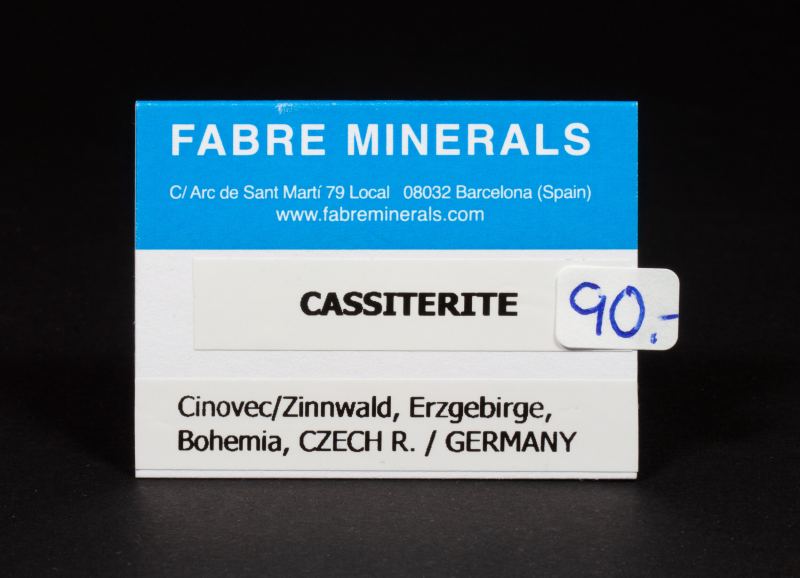 FABRE MINERALS
C/ Arc de Sant Martí 79 Local 08032 Barcelona (Spain)
www.fabreminerals.com
CASSITERITE
90.-
Cinovec/Zinnwald, Erzgebirge,
Bohemia, CZECH R. / GERMANY